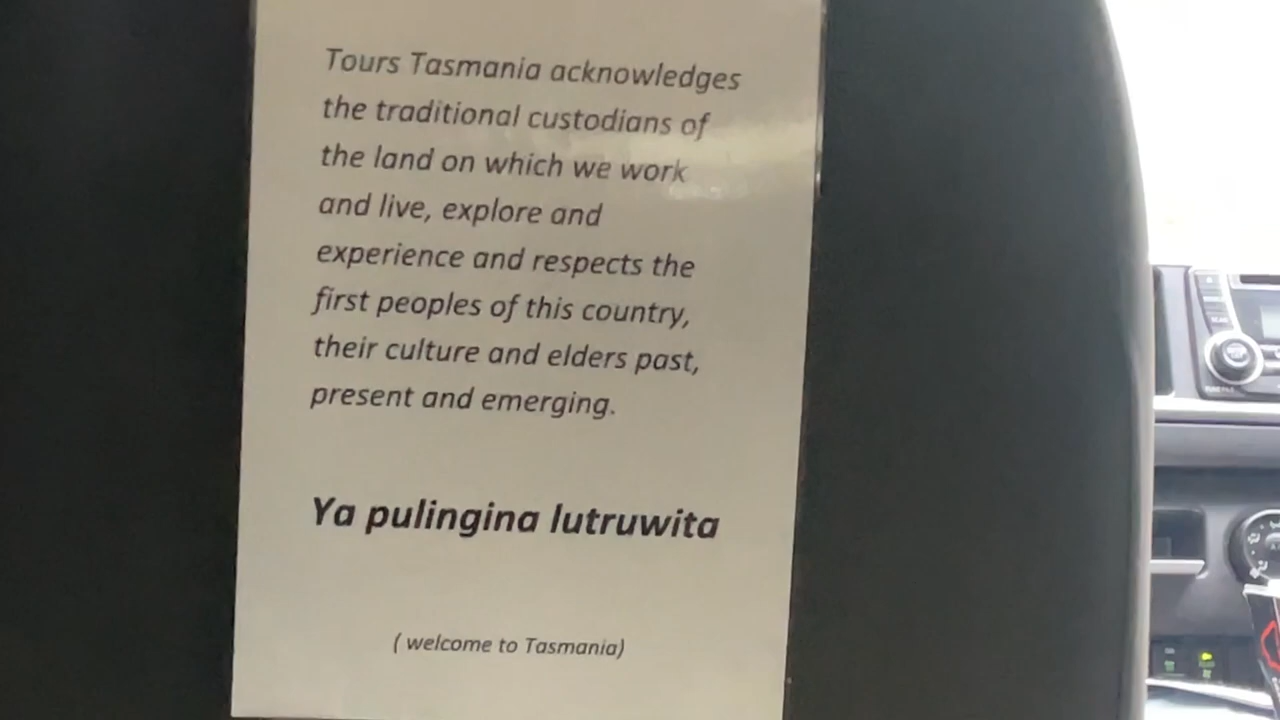 Tours Tasmania acknowledges
the traditional custodians of
the land on which we work
and live, explore and
experience and respects the
first peoples of this country,
their culture and elders past,
present and emerging.
Ya pulingina lutruwita
( welcome to Tasmania)